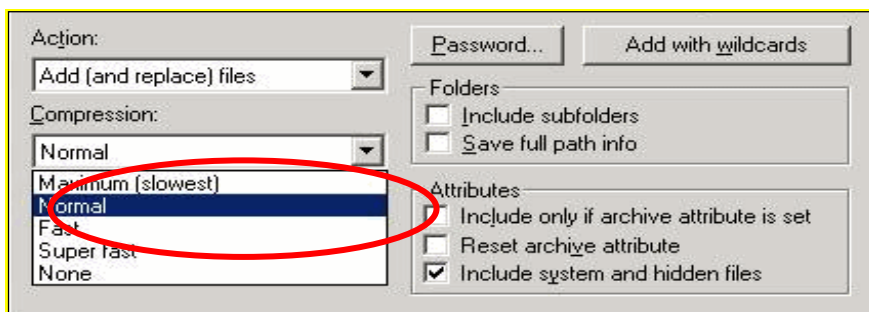 Action:
Add (and replace) files
Compression:
Normal
Maximum (slowest)
Normal
Fast
Super fast
None
Password...
Add with wildcards
Folders
Include subfolders
Save full path info
Attributes
Include only if archive attribute is set
Reset archive attribute
Include system and hidden files